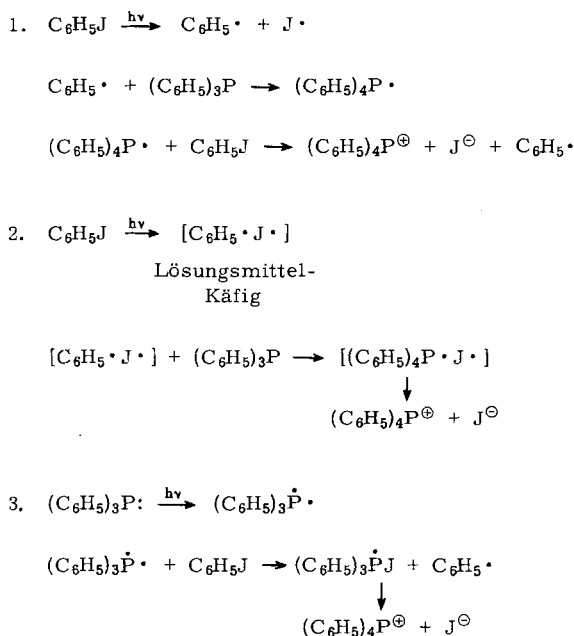 1. C₆H₅J hν→ C₆H₅• + J•
C₆H₅• + (C₆H₅)₃P → (C₆H₅)₄P•
(C₆H₅)₄P• + C₆H₅J → (C₆H₅)₄P⊕ + J⊖ + C₆H₅•
2. C₆H₅J hν→ [C₆H₅• J•]
Lösungsmittel-
Käfig
[C₆H₅• J•] + (C₆H₅)₃P → [(C₆H₅)₄P• J•]
↓
(C₆H₅)₄P⊕ + J⊖
3. (C₆H₅)₃P: hν→ (C₆H₅)₃Ṗ•
(C₆H₅)₃Ṗ• + C₆H₅J → (C₆H₅)₃ṖJ + C₆H₅•
↓
(C₆H₅)₄P⊕ + J⊖